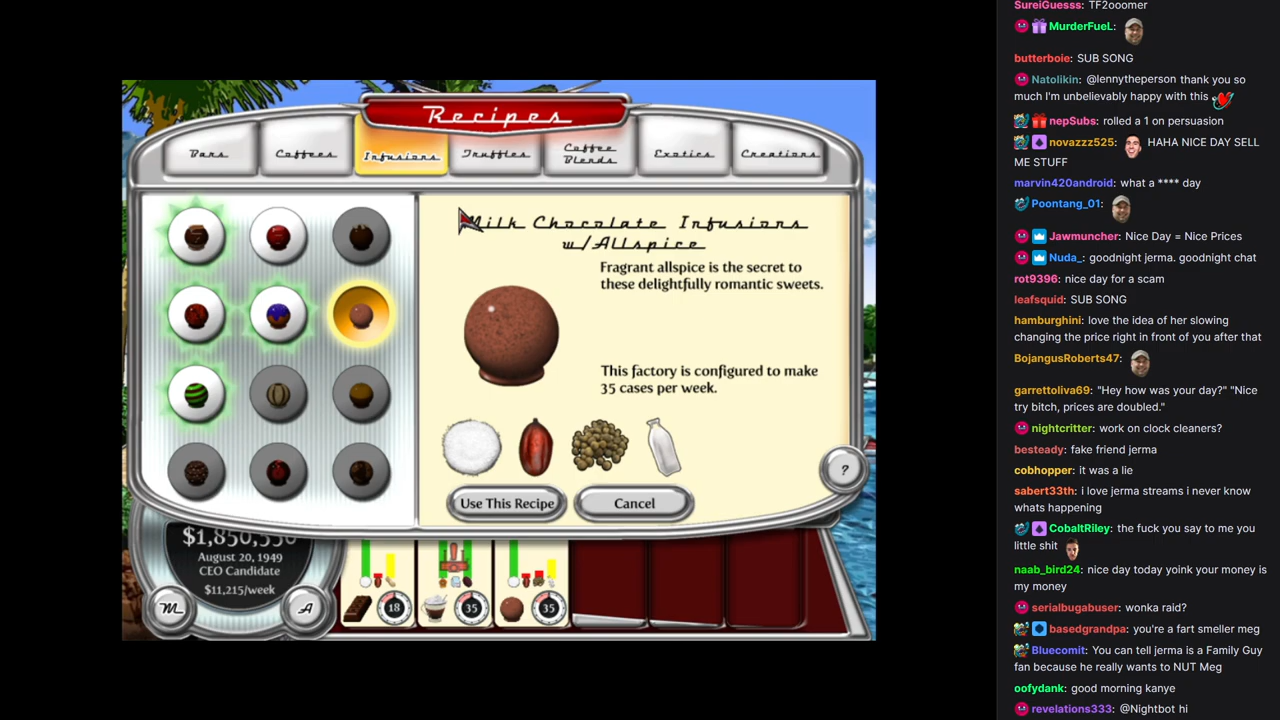 Recipes
Bars
Coffees
Infusions
Truffles
Coffee
Blends
Exotics
Creations
Milk Chocolate Infusions
w/Allspice
Fragrant allspice is the secret to
these delightfully romantic sweets.
This factory is configured to make
35 cases per week.
Use This Recipe
Cancel
?
August 20, 1949
CEO Candidate
$11,215/week
M
A
18
35
35
SureiGuesss: TF2ooomer
MurderFueL:
butterboie: SUB SONG
Natolikin: @lennytheperson thank you so
much I'm unbelievably happy with this
nepSubs: rolled a 1 on persuasion
novazzz525: HAHA NICE DAY SELL
ME STUFF
marvin420android: what a **** day
Poontang_01:
Jawmuncher: Nice Day = Nice Prices
Nuda_: goodnight jerma. goodnight chat
rot9396: nice day for a scam
leafsquid: SUB SONG
hamburghini: love the idea of her slowing
changing the price right in front of you after that
BojangusRoberts47:
garrettoliva69: "Hey how was your day?" "Nice
try bitch, prices are doubled."
nightcritter: work on clock cleaners?
besteady: fake friend jerma
cobhopper: it was a lie
sabert33th: i love jerma streams i never know
whats happening
CobaltRiley: the fuck you say to me you
little shit
naab_bird24: nice day today yoink your money is
my money
serialbugabuser: wonka raid?
basedgrandpa: you're a fart smeller meg
Bluecomit: You can tell jerma is a Family Guy
fan because he really wants to NUT Meg
oofydank: good morning kanye
revelations333: @Nightbot hi